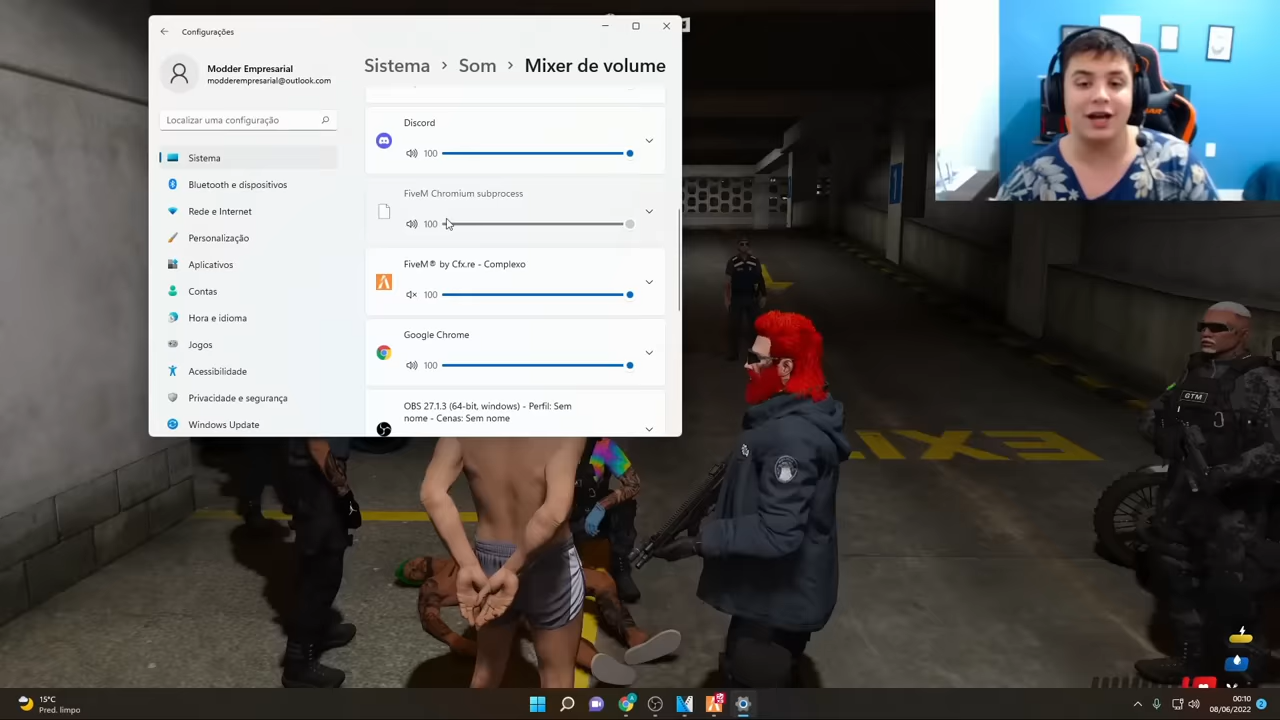 Configurações
Modder Empresarial
modderempresarial@outlook.com
Localizar uma configuração
Sistema
Bluetooth e dispositivos
Rede e Internet
Personalização
Aplicativos
Contas
Hora e idioma
Jogos
Acessibilidade
Privacidade e segurança
Windows Update
Sistema > Som > Mixer de volume
Discord
100
FiveM Chromium subprocess
100
FiveM® by Cfx.re - Complexo
100
Google Chrome
100
OBS 27.1.3 (64-bit, windows) - Perfil: Sem
nome - Cenas: Sem nome
GTM
EXIT
15°C
Pred. limpo
00:10
08/06/2022
2